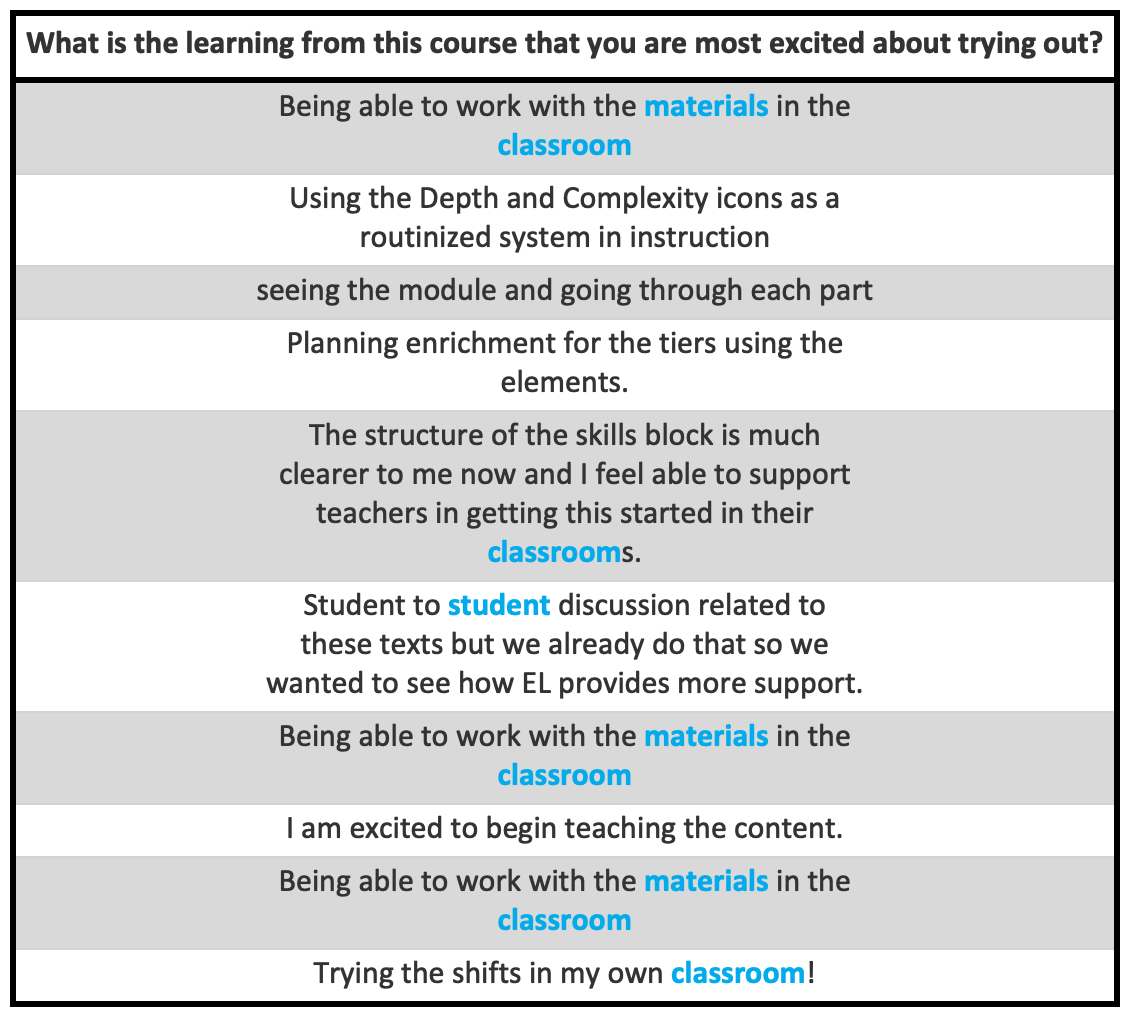 What is the learning from this course that you are most excited about trying out?
Being able to work with the materials in the
classroom
Using the Depth and Complexity icons as a
routinized system in instruction
seeing the module and going through each part
Planning enrichment for the tiers using the
elements.
The structure of the skills block is much
clearer to me now and I feel able to support
teachers in getting this started in their
classrooms.
Student to student discussion related to
these texts but we already do that so we
wanted to see how EL provides more support.
Being able to work with the materials in the
classroom
I am excited to begin teaching the content.
Being able to work with the materials in the
classroom
Trying the shifts in my own classroom!